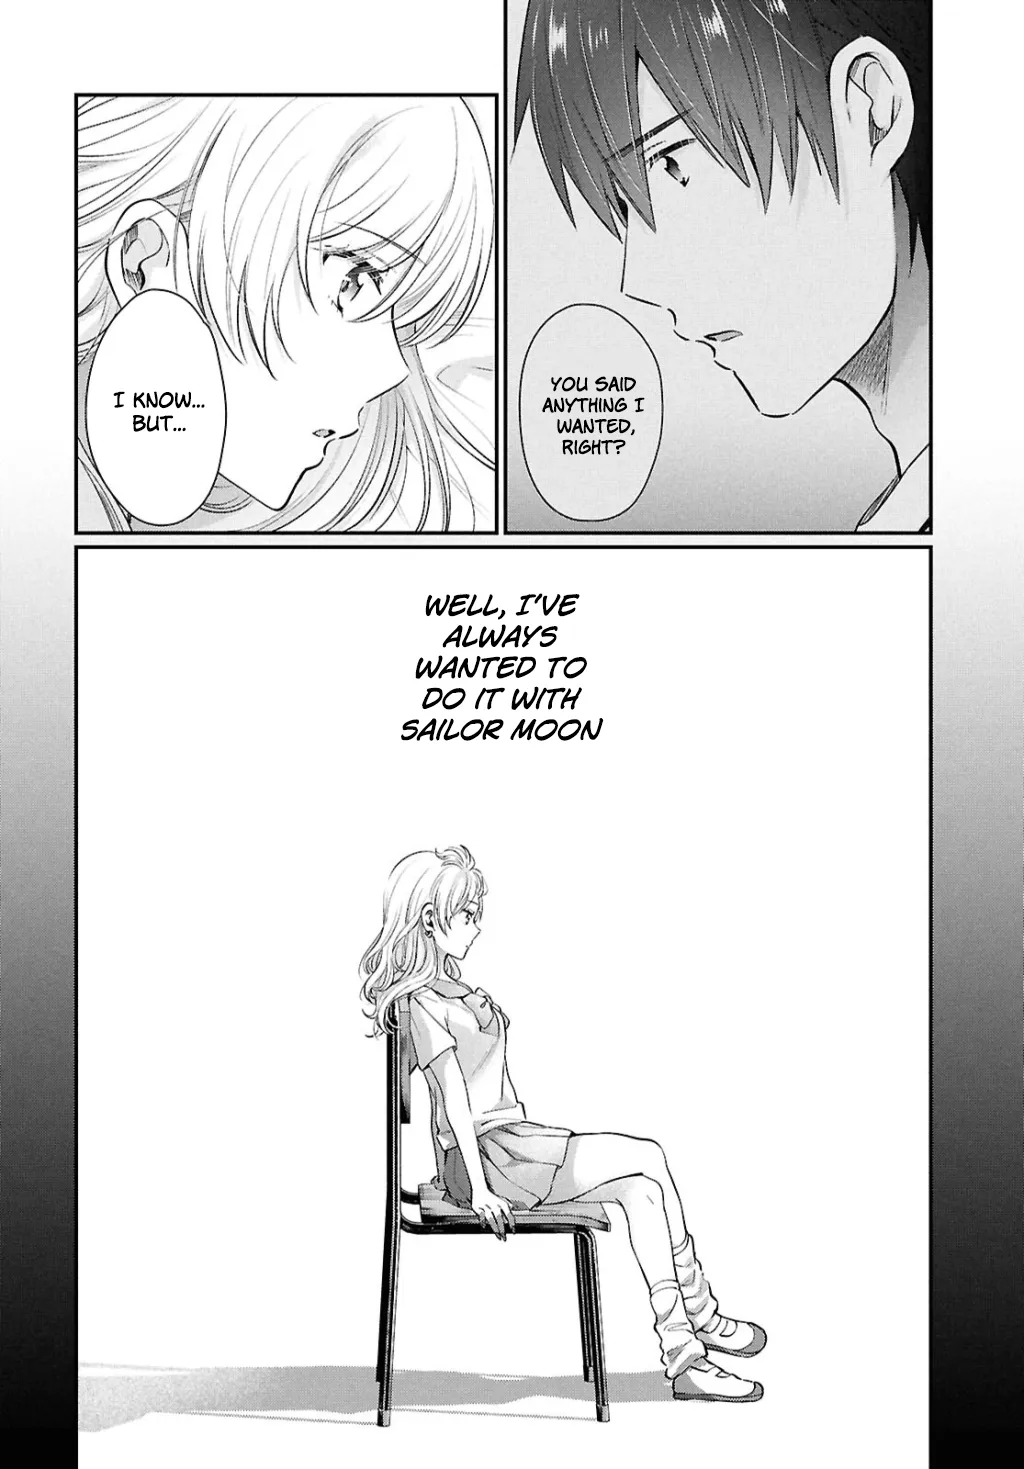 YOU SAID
ANYTHING I
WANTED,
RIGHT?
I KNOW...
BUT...
WELL, I'VE
ALWAYS
WANTED TO
DO IT WITH
SAILOR MOON